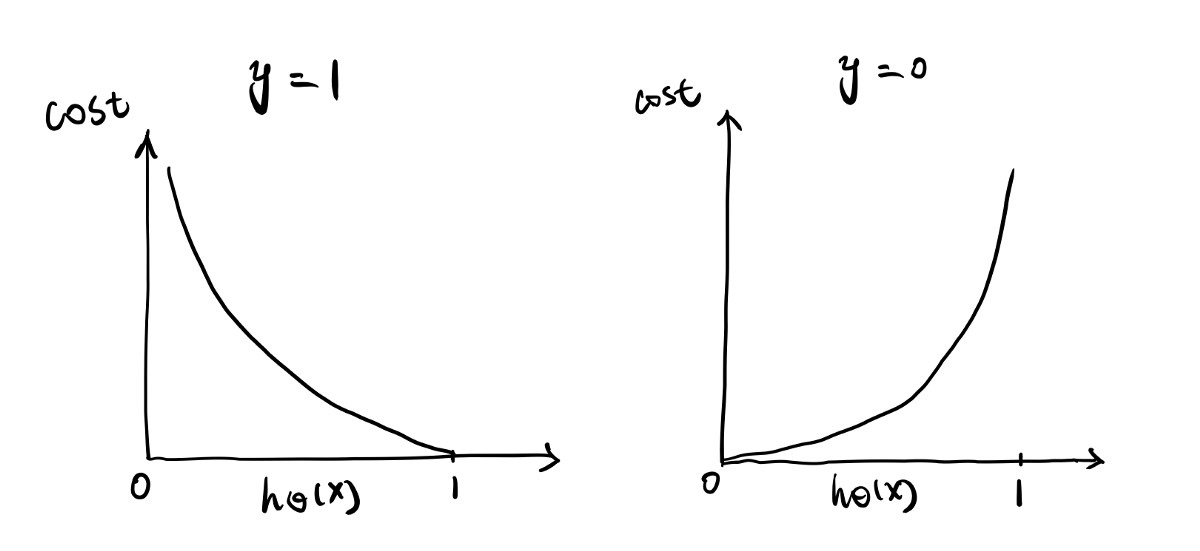 y = 1
cost
0
hθ(x)
1
y = 0
cost
0
hθ(x)
1